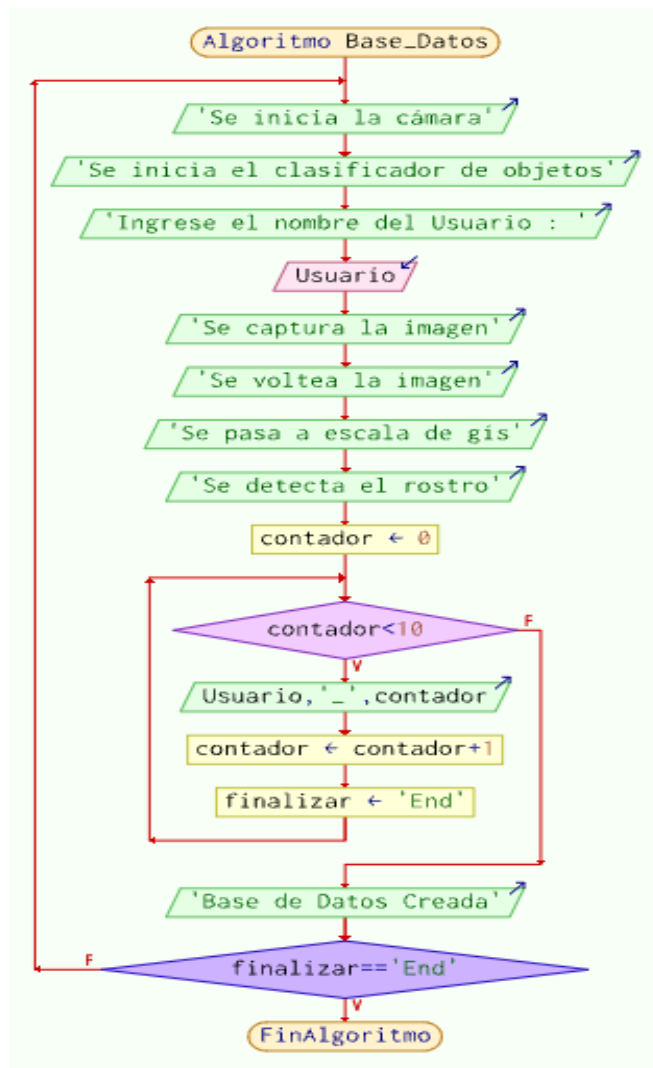 Algoritmo Base_Datos
'Se inicia la cámara'
'Se inicia el clasificador de objetos'
'Ingrese el nombre del Usuario : '
Usuario
'Se captura la imagen'
'Se voltea la imagen'
'Se pasa a escala de gis'
'Se detecta el rostro'
contador ← 0
contador<10
F
V
Usuario,'_',contador
contador ← contador+1
finalizar ← 'End'
'Base de Datos Creada'
F
finalizar=='End'
V
FinAlgoritmo